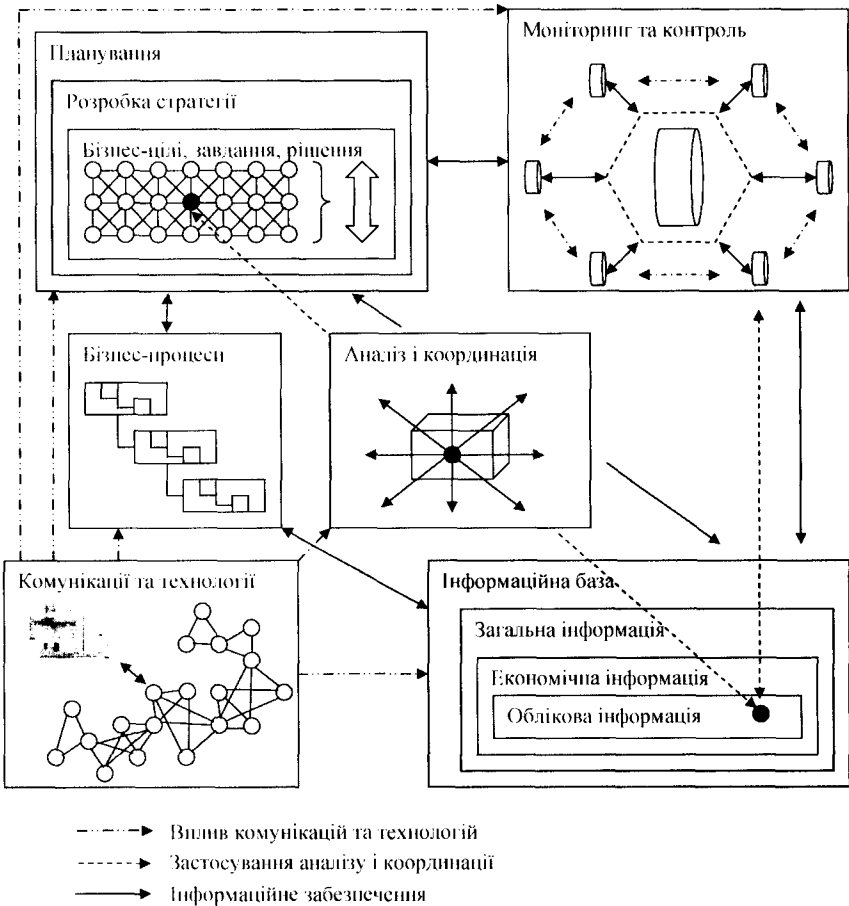 Планування
Моніторинг та контроль
Розробка стратегії
Бізнес-цілі, завдання, рішення
Бізнес-процеси
Аналіз і координація
Комунікації та технології
Інформаційна база
Загальна інформація
Економічна інформація
Облікова інформація
Вплив комунікацій та технологій
Застосування аналізу і координації
Інформаційне забезпечення